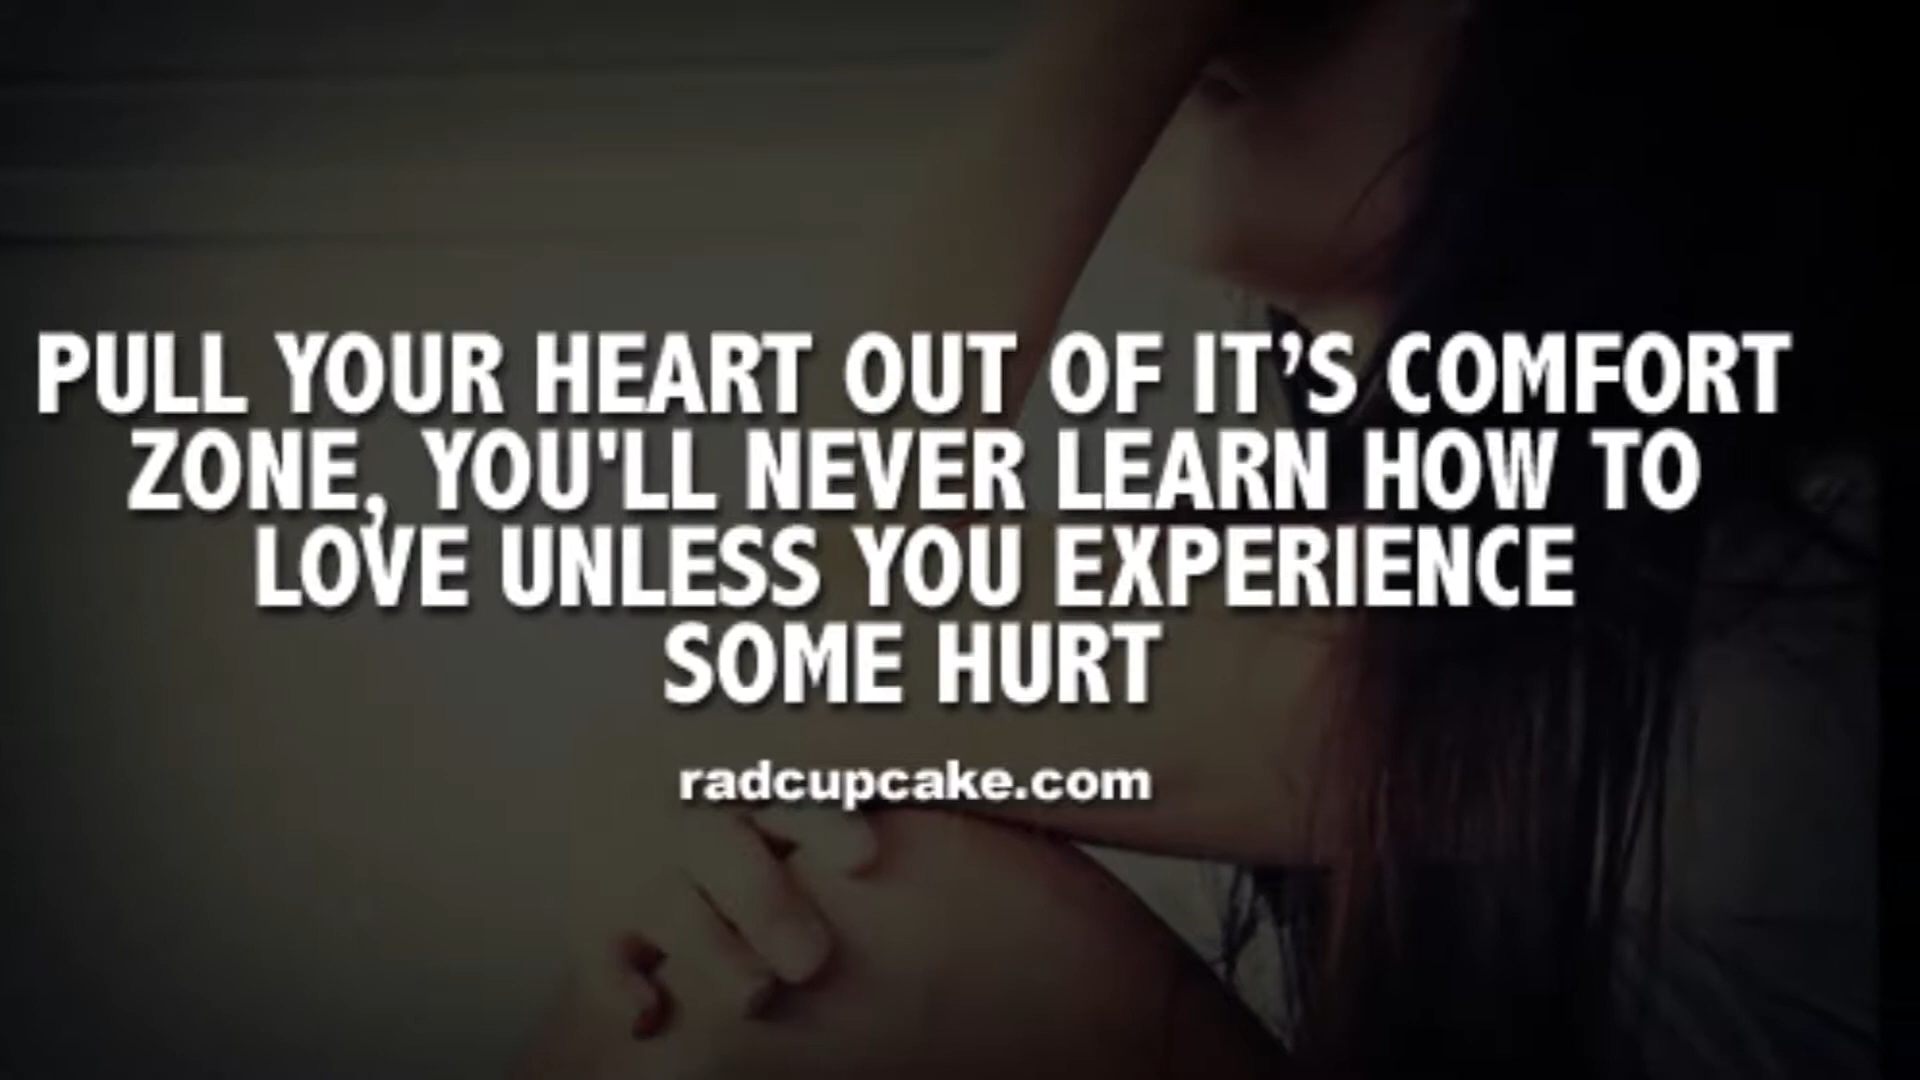 PULL YOUR HEART OUT OF IT’S COMFORT
ZONE, YOU'LL NEVER LEARN HOW TO
LOVE UNLESS YOU EXPERIENCE
SOME HURT
radcupcake.com